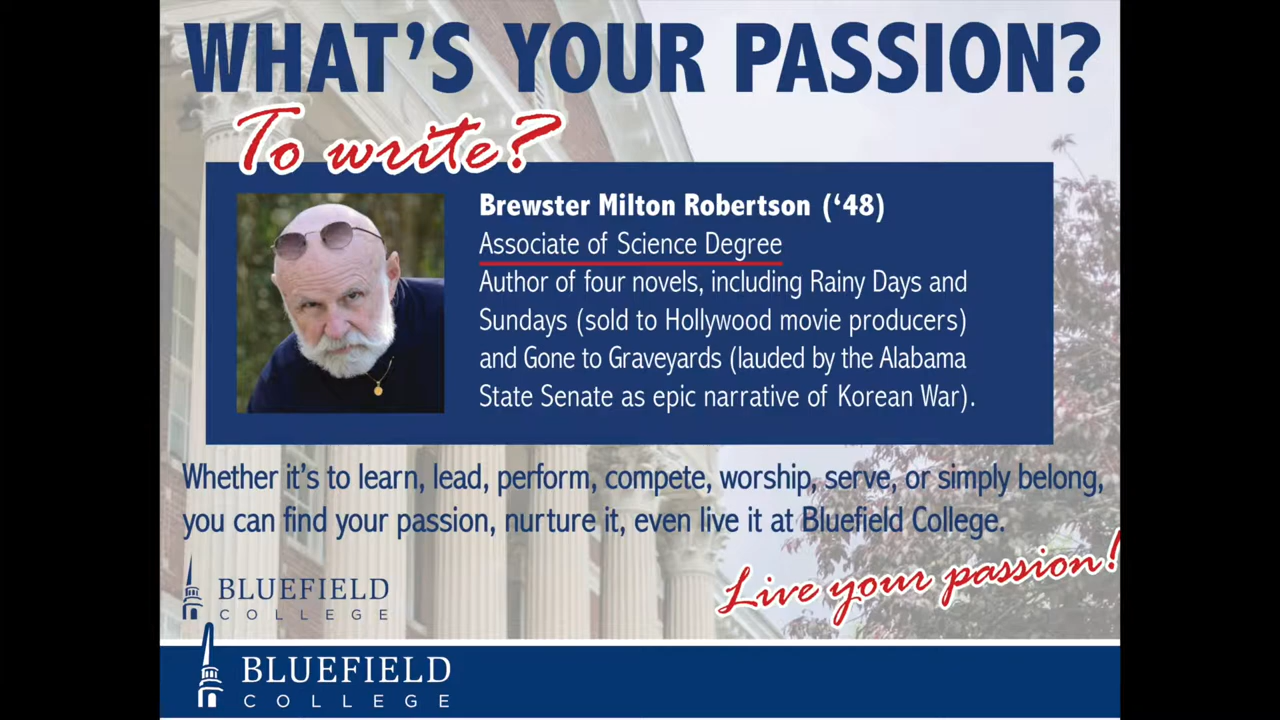 WHAT'S YOUR PASSION?
To write?
Brewster Milton Robertson (‘48)
Associate of Science Degree
Author of four novels, including Rainy Days and
Sundays (sold to Hollywood movie producers)
and Gone to Graveyards (lauded by the Alabama
State Senate as epic narrative of Korean War).
Whether it's to learn, lead, perform, compete, worship, serve, or simply belong,
you can find your passion, nurture it, even live it at Bluefield College.
Live your passion!
BLUEFIELD
COLLEGE
BLUEFIELD
COLLEGE